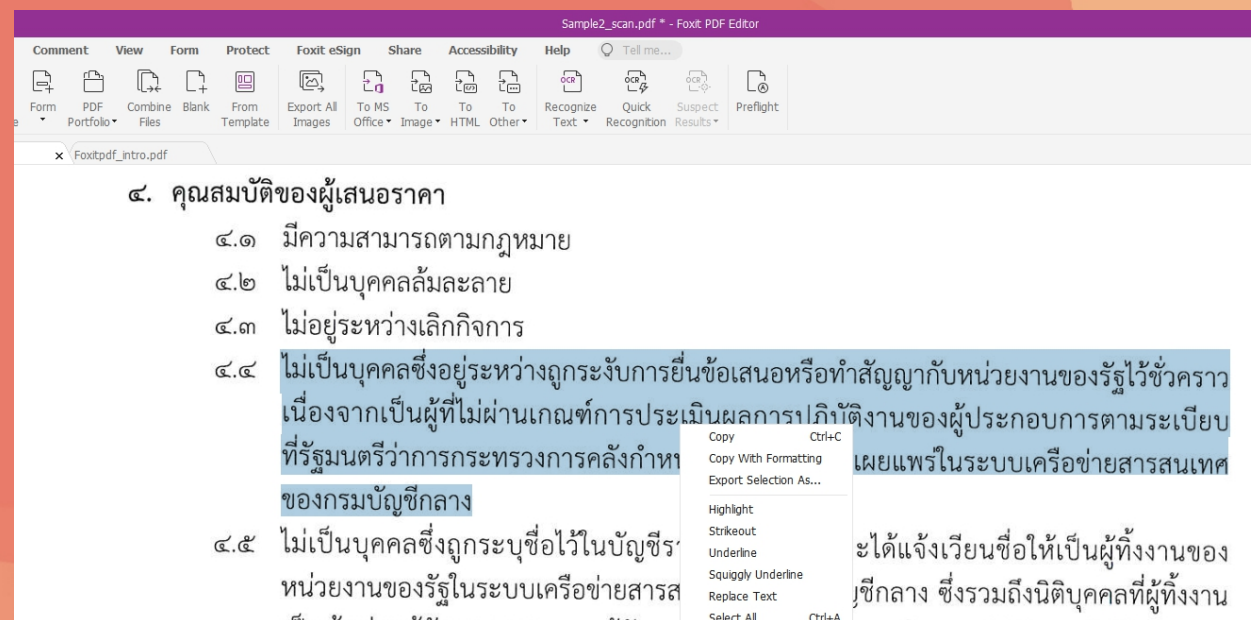 Sample2_scan.pdf * - Foxit PDF Editor
Comment View Form Protect Foxit eSign Share Accessibility Help Tell me...
Form PDF Portfolio Combine Files Blank From Template Export All Images To MS Office To Image To HTML To Other Recognize Text Quick Recognition Suspect Results Preflight
x Foxitpdf_intro.pdf
๔. คุณสมบัติของผู้เสนอราคา
๔.๑ มีความสามารถตามกฎหมาย
๔.๒ ไม่เป็นบุคคลล้มละลาย
๔.๓ ไม่อยู่ระหว่างเลิกกิจการ
๔.๔ ไม่เป็นบุคคลซึ่งอยู่ระหว่างถูกระงับการยื่นข้อเสนอหรือทำสัญญากับหน่วยงานของรัฐไว้ชั่วคราว
เนื่องจากเป็นผู้ที่ไม่ผ่านเกณฑ์การประเมินผลการปฏิบัติงานของผู้ประกอบการตามระเบียบ
ที่รัฐมนตรีว่าการกระทรวงการคลังกำห เผยแพร่ในระบบเครือข่ายสารสนเทศ
ของกรมบัญชีกลาง
๔.๕ ไม่เป็นบุคคลซึ่งถูกระบุชื่อไว้ในบัญชีรา ะได้แจ้งเวียนชื่อให้เป็นผู้ทิ้งงานของ
หน่วยงานของรัฐในระบบเครือข่ายสารส ญชีกลาง ซึ่งรวมถึงนิติบุคคลที่ผู้ทิ้งงาน
Copy Ctrl+C
Copy With Formatting
Export Selection As...
Highlight
Strikeout
Underline
Squiggly Underline
Replace Text
Select All Ctrl+A